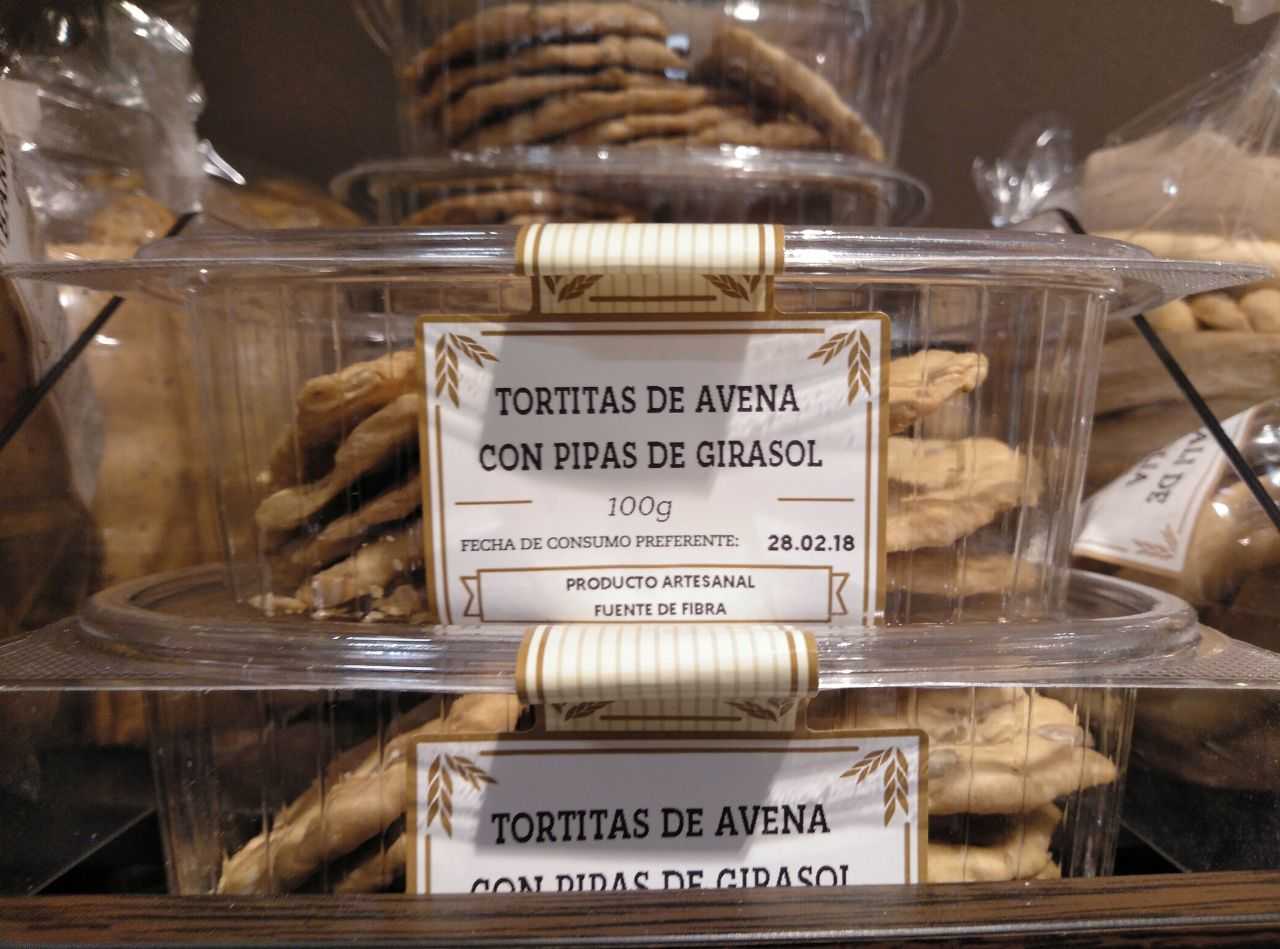 TORTITAS DE AVENA
CON PIPAS DE GIRASOL
100g
FECHA DE CONSUMO PREFERENTE: 28.02.18
PRODUCTO ARTESANAL
FUENTE DE FIBRA
TORTITAS DE AVENA
CON PIPAS DE GIRASOL
DE